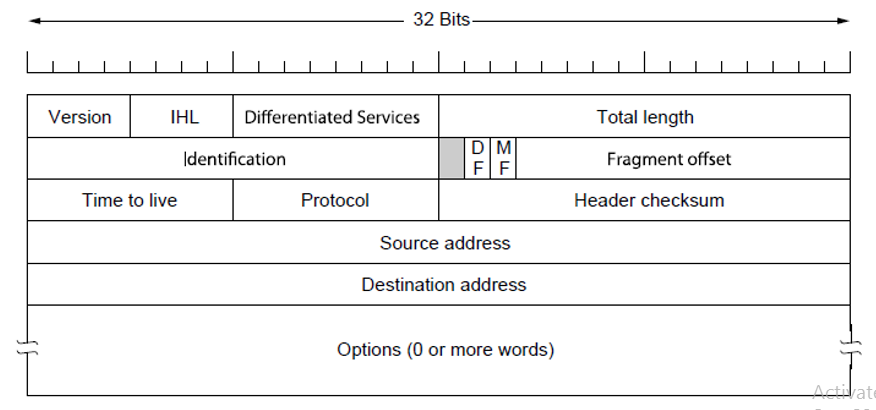 32 Bits
Version IHL Differentiated Services Total length
Identification D F M F Fragment offset
Time to live Protocol Header checksum
Source address
Destination address
Options (0 or more words)